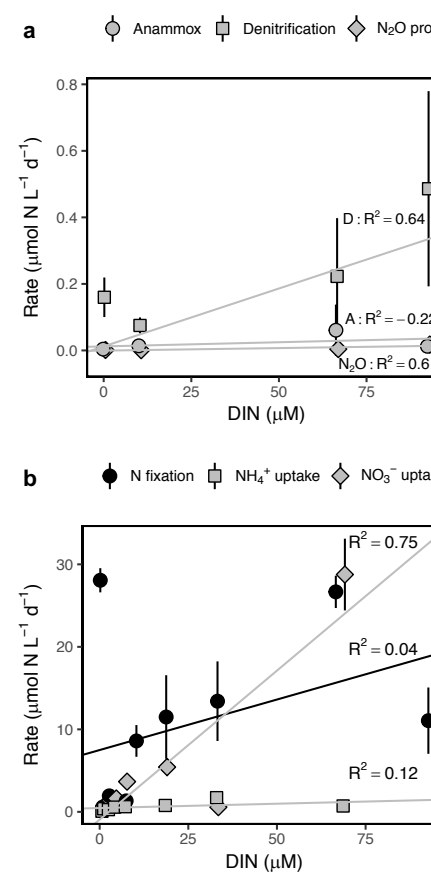 a
Anammox Denitrification N₂O pro
Rate (μmol N L⁻¹ d⁻¹)
0.8
0.6
0.4
0.2
0.0
D : R² = 0.64
A : R² = −0.22
N₂O : R² = 0.6
0 25 50 75
DIN (μM)
b
N fixation NH₄⁺ uptake NO₃⁻ upta
Rate (μmol N L⁻¹ d⁻¹)
30
20
10
0
R² = 0.75
R² = 0.04
R² = 0.12
0 25 50 75
DIN (μM)